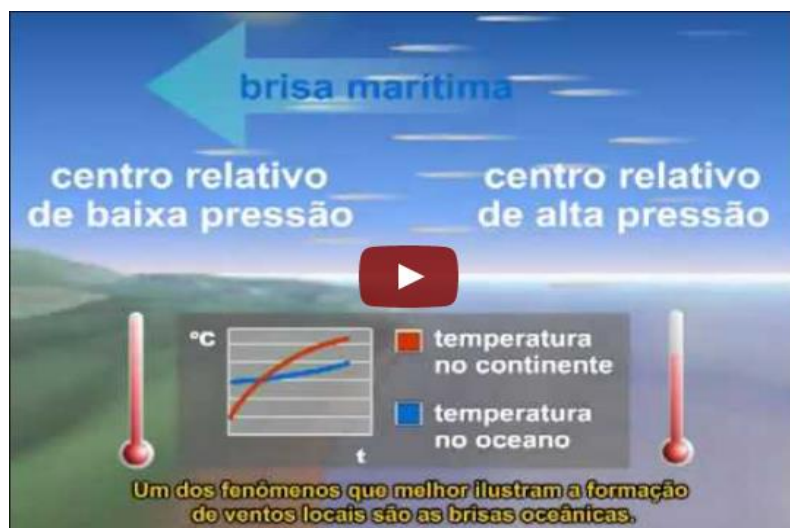 brisa marítima
centro relativo
de baixa pressão
centro relativo
de alta pressão
°C
t
temperatura
no continente
temperatura
no oceano
Um dos fenômenos que melhor ilustram a formação
de ventos locais são as brisas oceânicas.